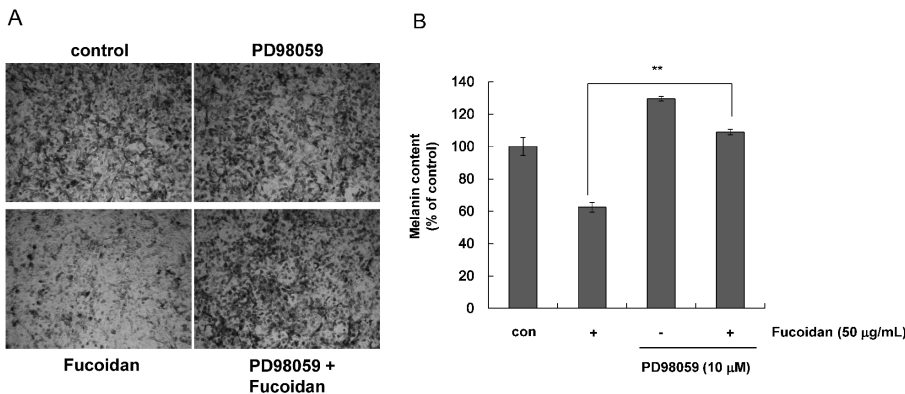 A
control PD98059
Fucoidan PD98059 +
Fucoidan
B
**
Melanin content
(% of control)
140
120
100
80
60
40
20
0
con + - + Fucoidan (50 μg/mL)
PD98059 (10 μM)